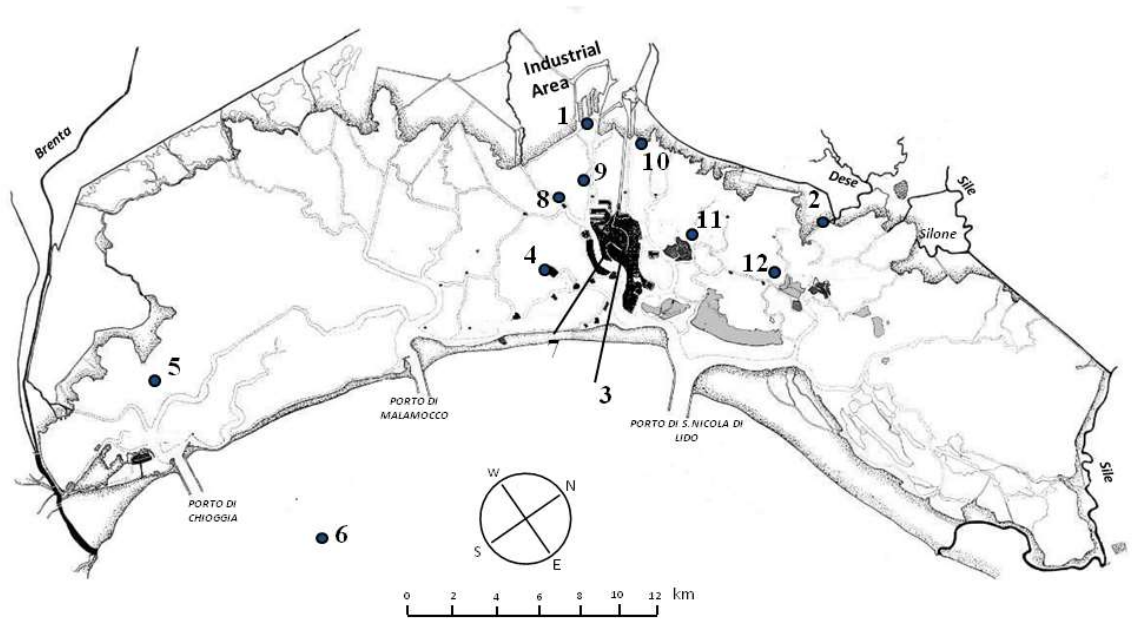 Industrial
Area
1
Brenta
10
9
8
Dese
Sile
2
Silone
11
4
12
5
3
PORTO DI
MALAMOCCO
PORTO DI S.NICOLA DI
LIDO
Sile
W
N
PORTO DI
CHIOGGIA
6
S
E
0 2 4 6 8 10 12 km